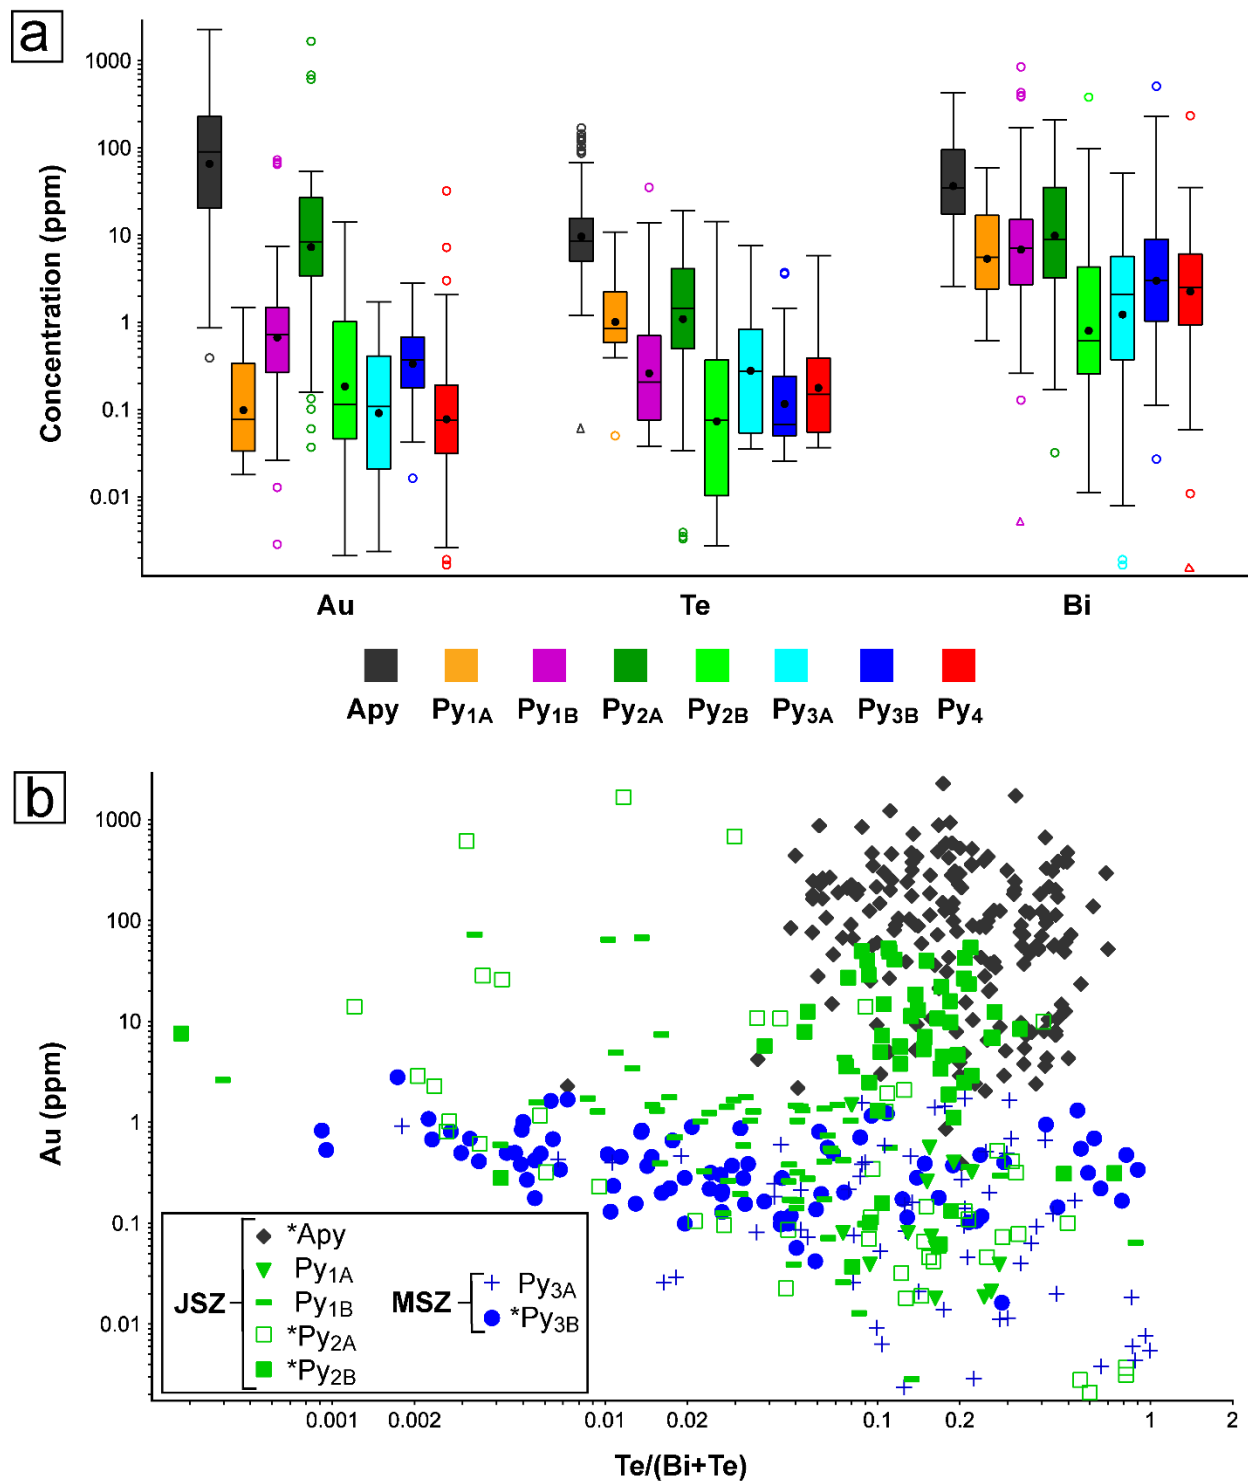 a
Concentration (ppm)
1000
100
10
1
0.1
0.01
Au Te Bi
Apy Py1A Py1B Py2A Py2B Py3A Py3B Py4
b
Au (ppm)
1000
100
10
1
0.1
0.01
JSZ
*Apy
Py1A
Py1B
*Py2A
*Py2B
MSZ
Py3A
*Py3B
0.001 0.002 0.01 0.02 0.1 0.2 1 2
Te/(Bi+Te)